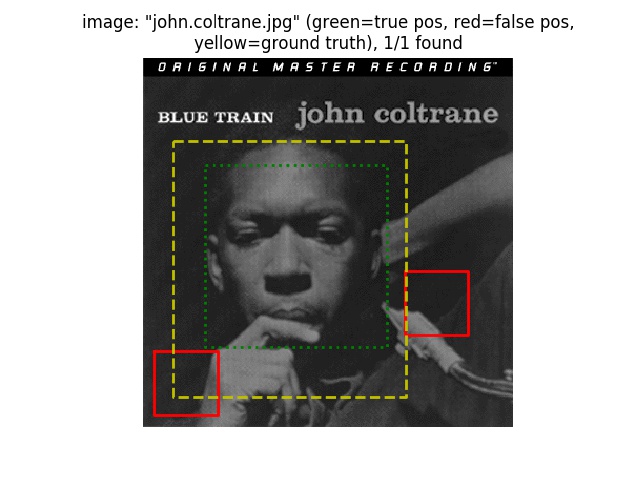 image: "john.coltrane.jpg" (green=true pos, red=false pos,
yellow=ground truth), 1/1 found
ORIGINAL MASTER RECORDING™
BLUE TRAIN john coltrane